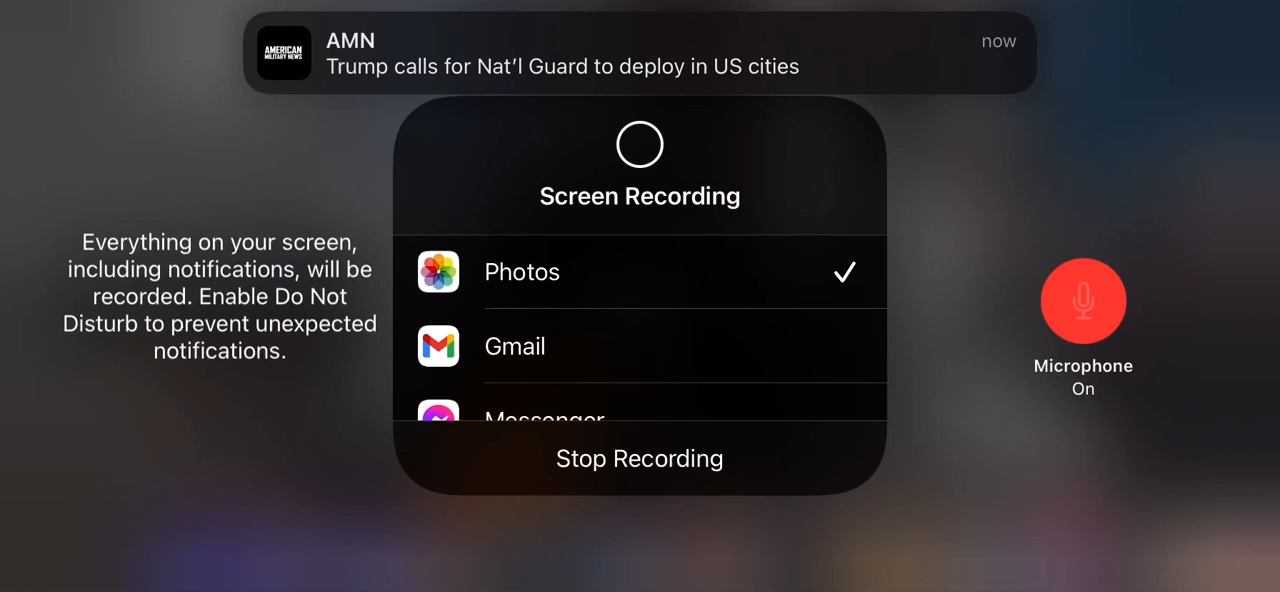 AMERICAN
MILITARY NEWS
AMN
now
Trump calls for Nat’l Guard to deploy in US cities
Screen Recording
Everything on your screen,
including notifications, will be
recorded. Enable Do Not
Disturb to prevent unexpected
notifications.
Photos
Gmail
Messenger
Stop Recording
Microphone
On